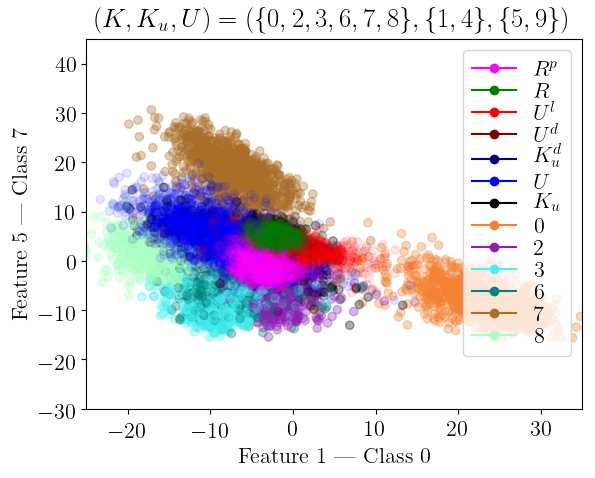 (K, K_u, U) = ({0, 2, 3, 6, 7, 8}, {1, 4}, {5, 9})
40
30
20
10
0
−10
−20
−30
Feature 5 — Class 7
R^p
R
U^l
U^d
K_u^d
U
K_u
0
2
3
6
7
8
−20
−10
0
10
20
30
Feature 1 — Class 0